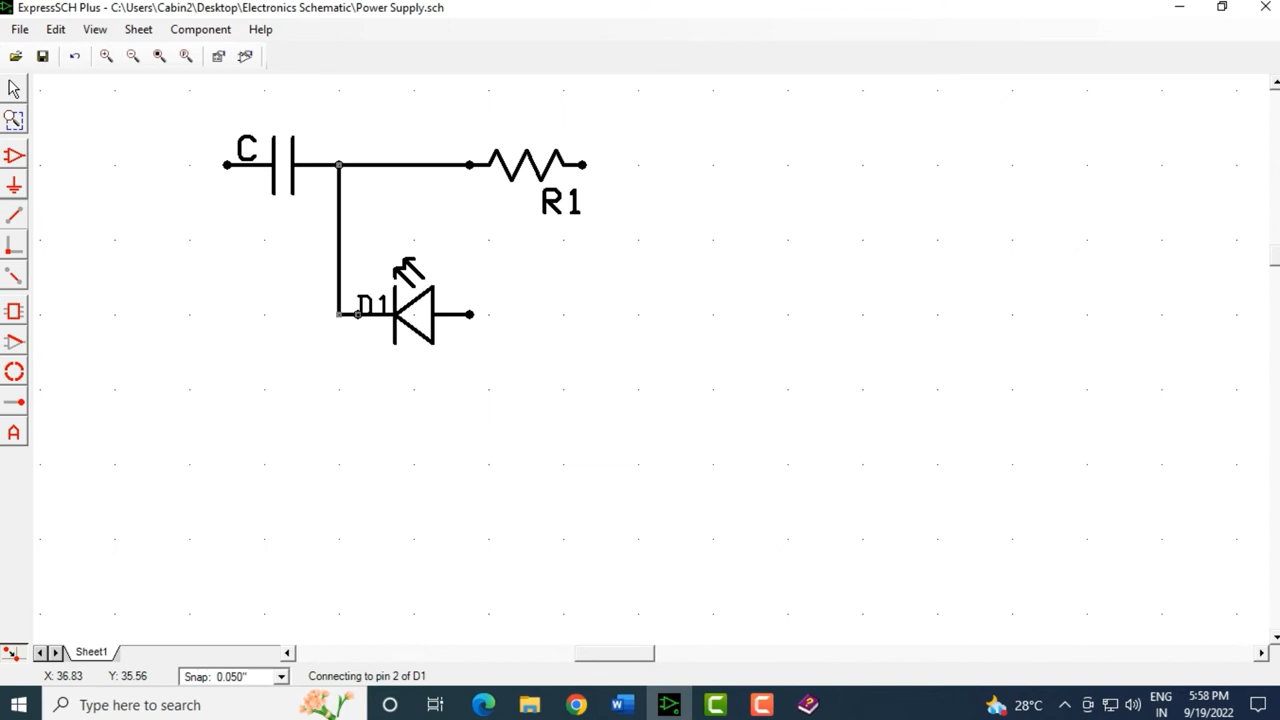 ExpressSCH Plus - C:\Users\Cabin2\Desktop\Electronics Schematic\Power Supply.sch
File Edit View Sheet Component Help
C
R1
D1
A
Sheet1
X: 36.83 Y: 35.56 Snap: 0.050" Connecting to pin 2 of D1
Type here to search
28°C
ENG
IN
5:58 PM
9/19/2022